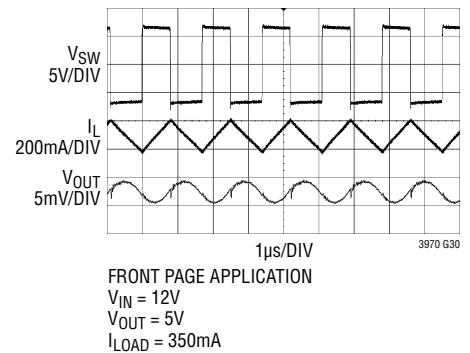 VSW
5V/DIV
IL
200mA/DIV
VOUT
5mV/DIV
1µs/DIV
3970 G30
FRONT PAGE APPLICATION
VIN = 12V
VOUT = 5V
ILOAD = 350mA